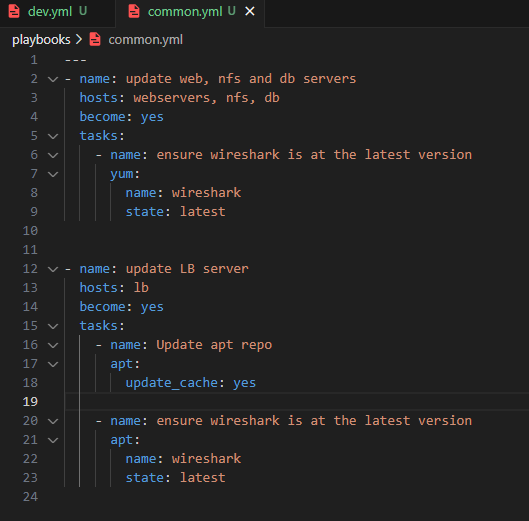 dev.yml U common.yml U
playbooks > common.yml
1 ---
2 - name: update web, nfs and db servers
3   hosts: webservers, nfs, db
4   become: yes
5   tasks:
6     - name: ensure wireshark is at the latest version
7       yum:
8         name: wireshark
9         state: latest
10
11
12 - name: update LB server
13   hosts: lb
14   become: yes
15   tasks:
16     - name: Update apt repo
17       apt:
18         update_cache: yes
19
20     - name: ensure wireshark is at the latest version
21       apt:
22         name: wireshark
23         state: latest
24